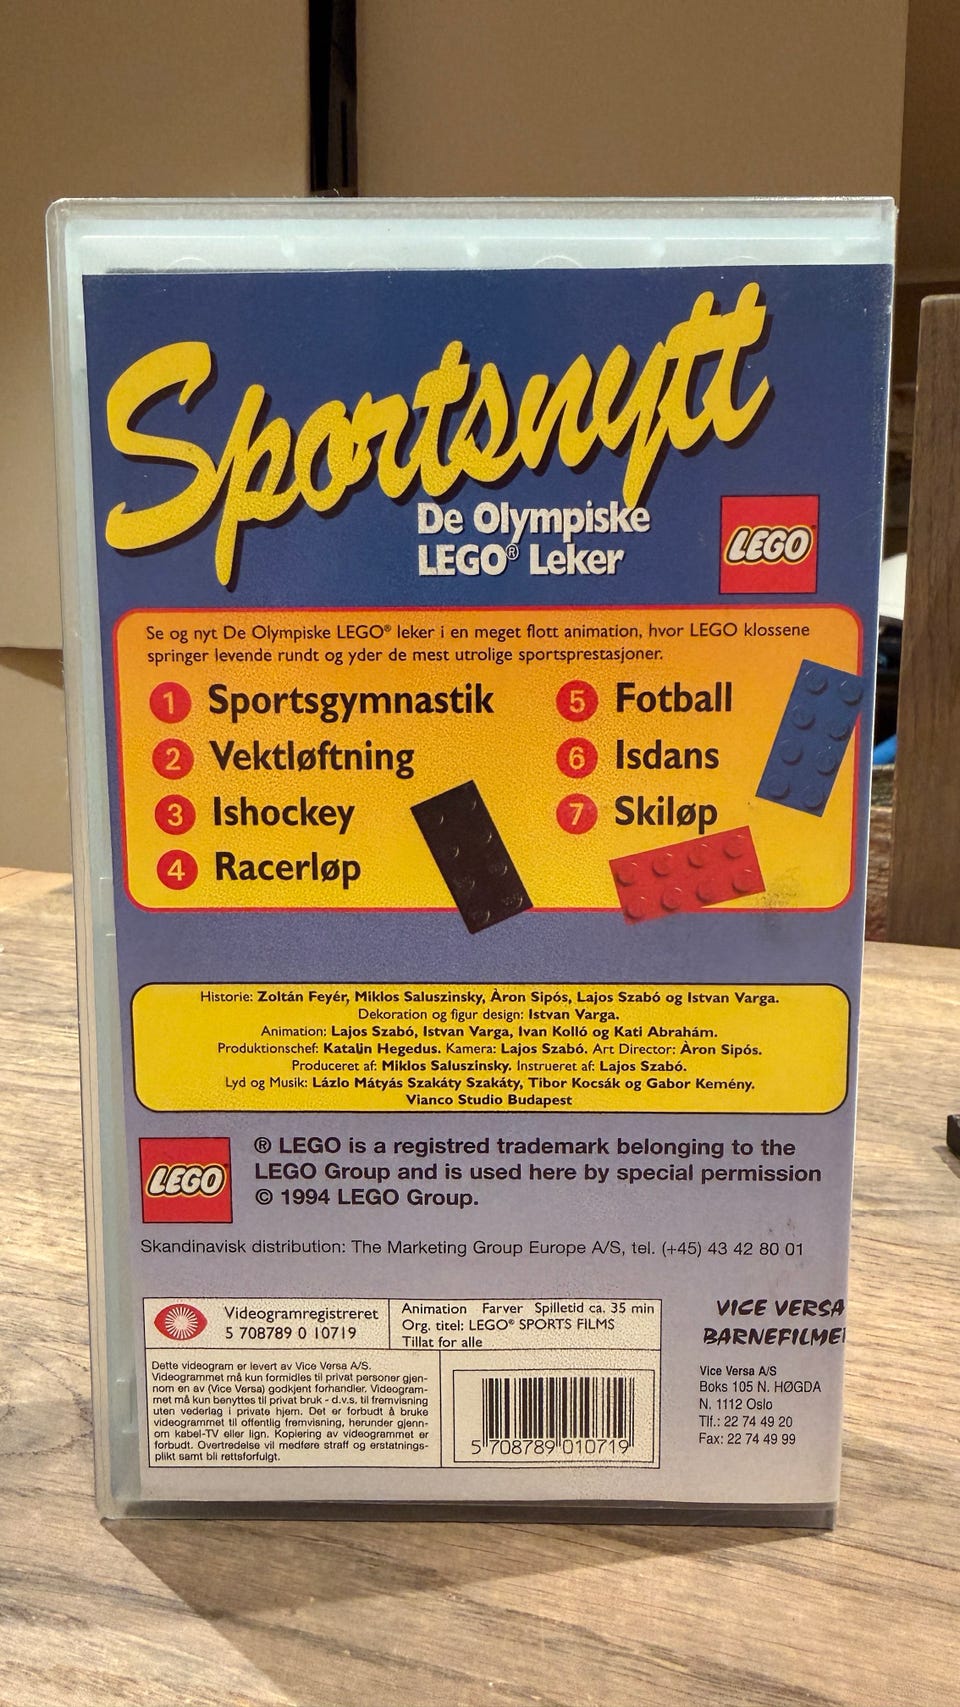 Sportsnytt
De Olympiske
LEGO® Leker
LEGO
Se og nyt De Olympiske LEGO® leker i en meget flott animation, hvor LEGO klossene
springer levende rundt og yder de mest utrolige sportsprestasjoner.
1 Sportsgymnastik
2 Vektløftning
3 Ishockey
4 Racerløp
5 Fotball
6 Isdans
7 Skiløp
Historie: Zoltán Feyér, Miklos Saluszinsky, Àron Sipós, Lajos Szabó og Istvan Varga.
Dekoration og figur design: Istvan Varga.
Animation: Lajos Szabó, Istvan Varga, Ivan Kolló og Kati Abrahám.
Produktionschef: Katalin Hegedus. Kamera: Lajos Szabó. Art Director: Àron Sipós.
Produceret af: Miklos Saluszinsky. Instrueret af: Lajos Szabó.
Lyd og Musik: Lázlo Mátyás Szakáty Szakáty, Tibor Kocsák og Gabor Kemény.
Vianco Studio Budapest
LEGO
® LEGO is a registred trademark belonging to the
LEGO Group and is used here by special permission
© 1994 LEGO Group.
Skandinavisk distribution: The Marketing Group Europe A/S, tel. (+45) 43 42 80 01
Videogramregistreret
5 708789 0 10719
Animation Farver Spilletid ca. 35 min
Org. titel: LEGO® SPORTS FILMS
Tillat for alle
Dette videogram er levert av Vice Versa A/S.
Videogrammet må kun formidles til privat personer gjen-
nom en av (Vice Versa) godkjent forhandler. Videogram-
met må kun benyttes til privat bruk - d.v.s. til fremvisning
uten vederlag i private hjem. Det er forbudt å bruke
videogrammet til offentlig fremvisning, herunder gjenn-
om kabel-TV eller lign. Kopiering av videogrammet er
forbudt. Overtredelse vil medføre straff og erstatnings-
plikt samt bli rettsforfulgt.
5 708789 010719
VICE VERSA
BARNEFILME
Vice Versa A/S
Boks 105 N. HØGDA
N. 1112 Oslo
Tlf.: 22 74 49 20
Fax: 22 74 49 99